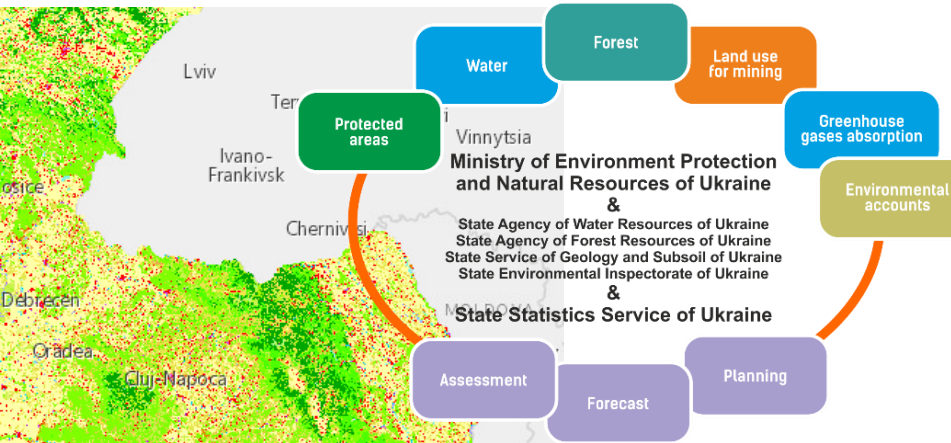 Forest
Water
Land use
for mining
Lviv
Protected
areas
Greenhouse
gases absorption
Vinnytsia
Ivano-
Frankivsk
Ministry of Environment Protection
and Natural Resources of Ukraine
&
State Agency of Water Resources of Ukraine
State Agency of Forest Resources of Ukraine
State Service of Geology and Subsoil of Ukraine
State Environmental Inspectorate of Ukraine
&
State Statistics Service of Ukraine
Environmental
accounts
Chernivtsi
MOLDOVA
Debrecen
Oradea
Cluj-Napoca
Assessment
Forecast
Planning